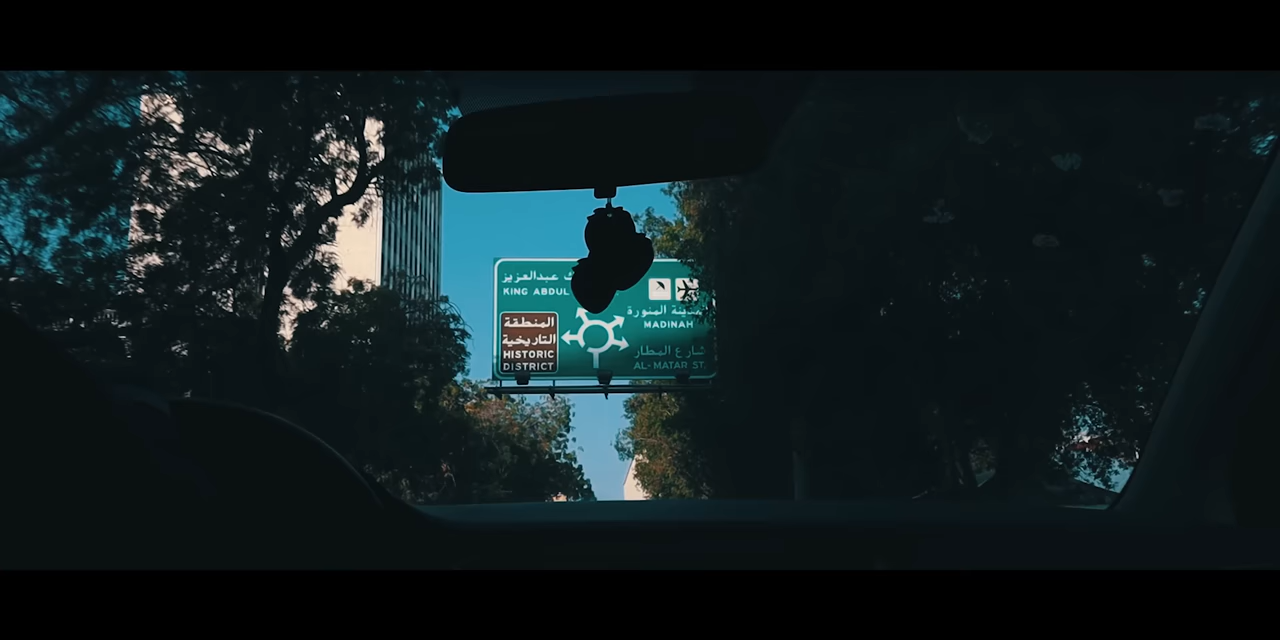 عبدالعزيز
KING ABDUL
المنطقة
التاريخية
HISTORIC
DISTRICT
المنورة
MADINAH
شارع المطار
AL-MATAR ST.